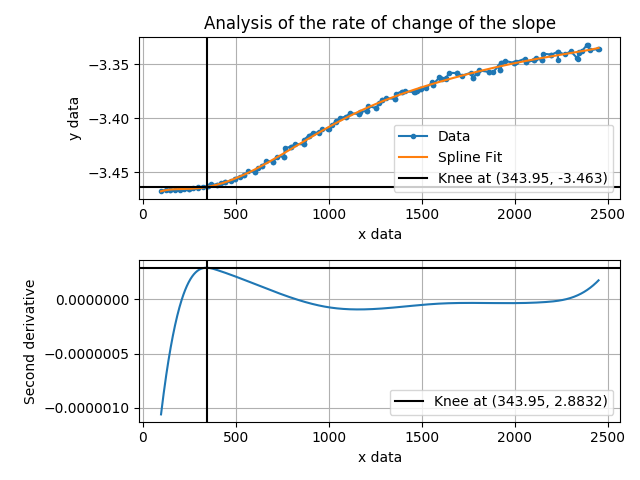 Analysis of the rate of change of the slope
y data
−3.35
−3.40
−3.45
Data
Spline Fit
Knee at (343.95, -3.463)
0 500 1000 1500 2000 2500
x data
Second derivative
0.0000000
−0.0000005
−0.0000010
Knee at (343.95, 2.8832)
0 500 1000 1500 2000 2500
x data